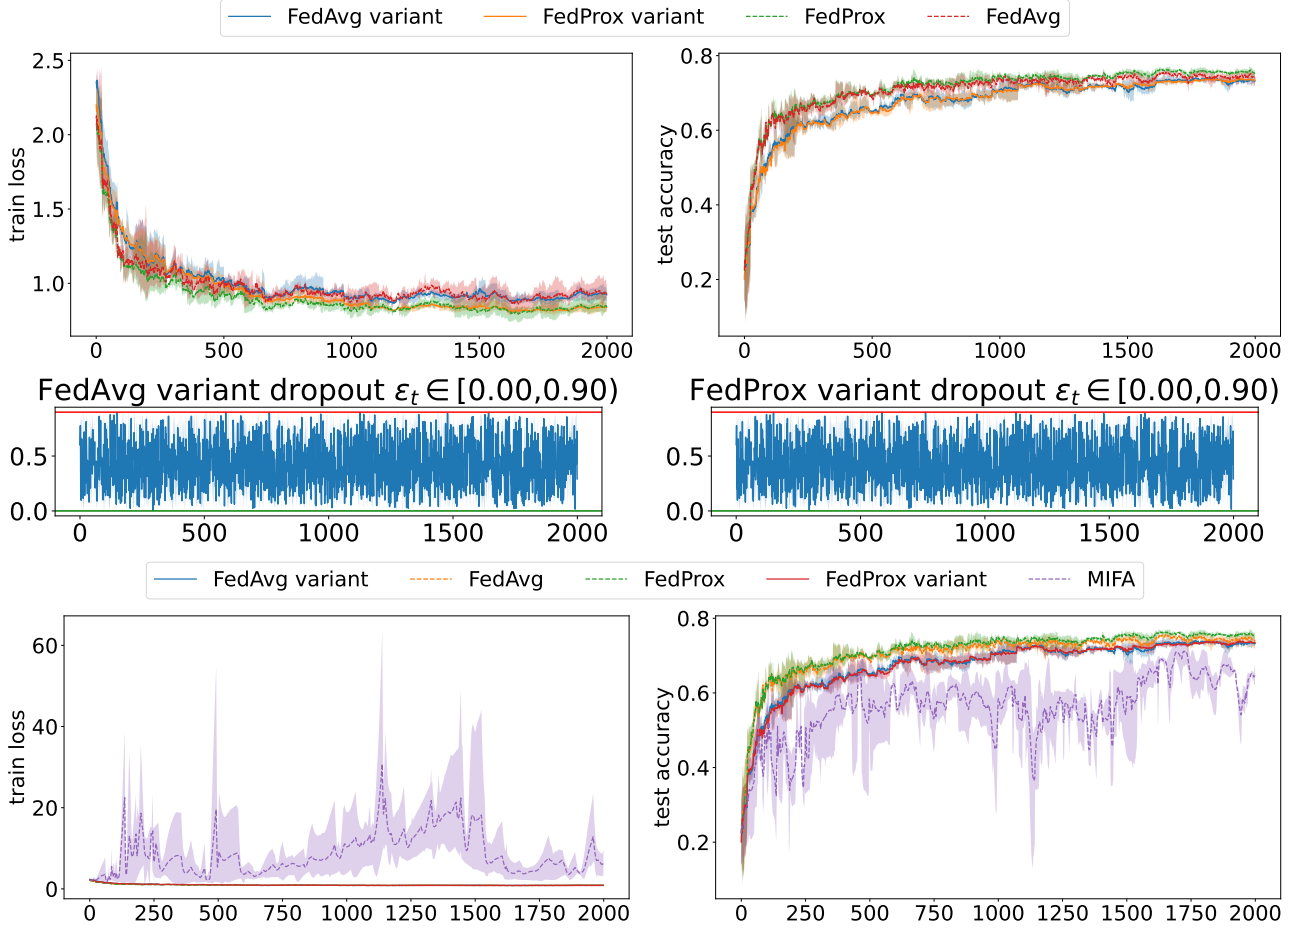 FedAvg variant FedProx variant FedProx FedAvg
train loss
2.5
2.0
1.5
1.0
0 500 1000 1500 2000
test accuracy
0.8
0.6
0.4
0.2
0 500 1000 1500 2000
FedAvg variant dropout εt ∈ [0.00,0.90)
0.5
0.0
0 500 1000 1500 2000
FedProx variant dropout εt ∈ [0.00,0.90)
0.5
0.0
0 500 1000 1500 2000
FedAvg variant FedAvg FedProx FedProx variant MIFA
train loss
60
40
20
0
0 250 500 750 1000 1250 1500 1750 2000
test accuracy
0.8
0.6
0.4
0.2
0 250 500 750 1000 1250 1500 1750 2000